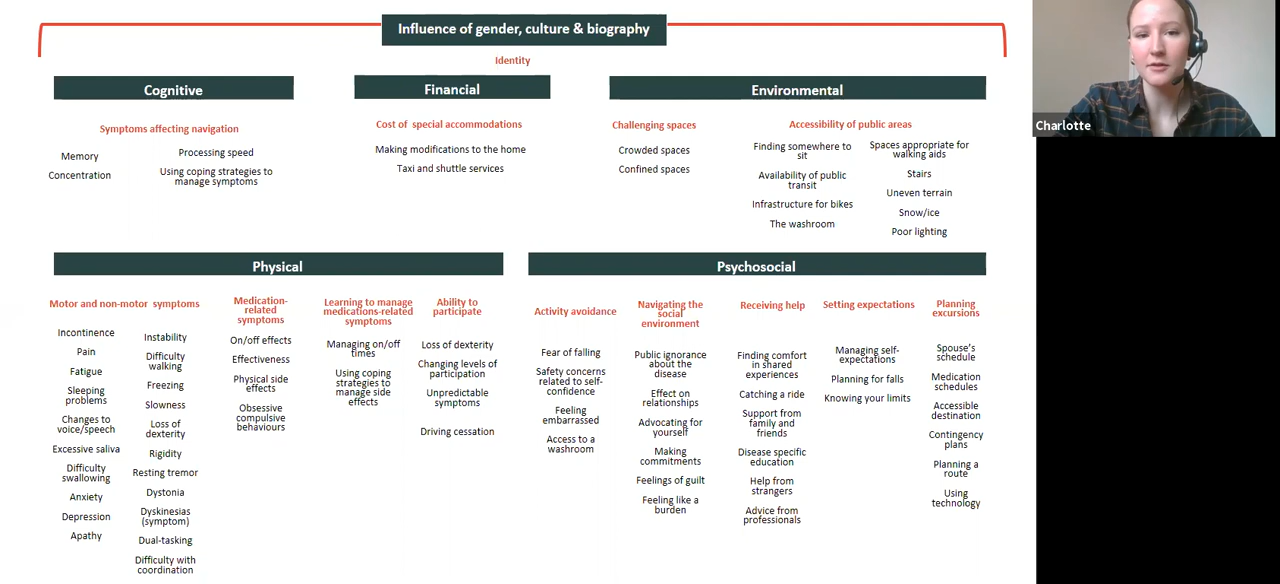 Influence of gender, culture & biography
Identity
Charlotte
Cognitive
Symptoms affecting navigation
Memory
Concentration
Processing speed
Using coping strategies to
manage symptoms
Financial
Cost of special accommodations
Making modifications to the home
Taxi and shuttle services
Environmental
Challenging spaces
Crowded spaces
Confined spaces
Accessibility of public areas
Finding somewhere to
sit
Availability of public
transit
Infrastructure for bikes
The washroom
Spaces appropriate for
walking aids
Stairs
Uneven terrain
Snow/ice
Poor lighting
Physical
Motor and non-motor symptoms
Incontinence
Pain
Fatigue
Sleeping
problems
Changes to
voice/speech
Excessive saliva
Difficulty
swallowing
Anxiety
Depression
Apathy
Instability
Difficulty
walking
Freezing
Slowness
Loss of
dexterity
Rigidity
Resting tremor
Dystonia
Dyskinesias
(symptom)
Dual-tasking
Difficulty with
coordination
Medication-
related
symptoms
On/off effects
Effectiveness
Physical side
effects
Obsessive
compulsive
behaviours
Learning to manage
medications-related
symptoms
Managing on/off
times
Using coping
strategies to
manage side
effects
Ability to
participate
Loss of dexterity
Changing levels of
participation
Unpredictable
symptoms
Driving cessation
Psychosocial
Activity avoidance
Fear of falling
Safety concerns
related to self-
confidence
Feeling
embarrassed
Access to a
washroom
Navigating the
social
environment
Public ignorance
about the
disease
Effect on
relationships
Advocating for
yourself
Making
commitments
Feelings of guilt
Feeling like a
burden
Receiving help
Finding comfort
in shared
experiences
Catching a ride
Support from
family and
friends
Disease specific
education
Help from
strangers
Advice from
professionals
Setting expectations
Managing self-
expectations
Planning for falls
Knowing your limits
Planning
excursions
Spouse's
schedule
Medication
schedules
Accessible
destination
Contingency
plans
Planning a
route
Using
technology